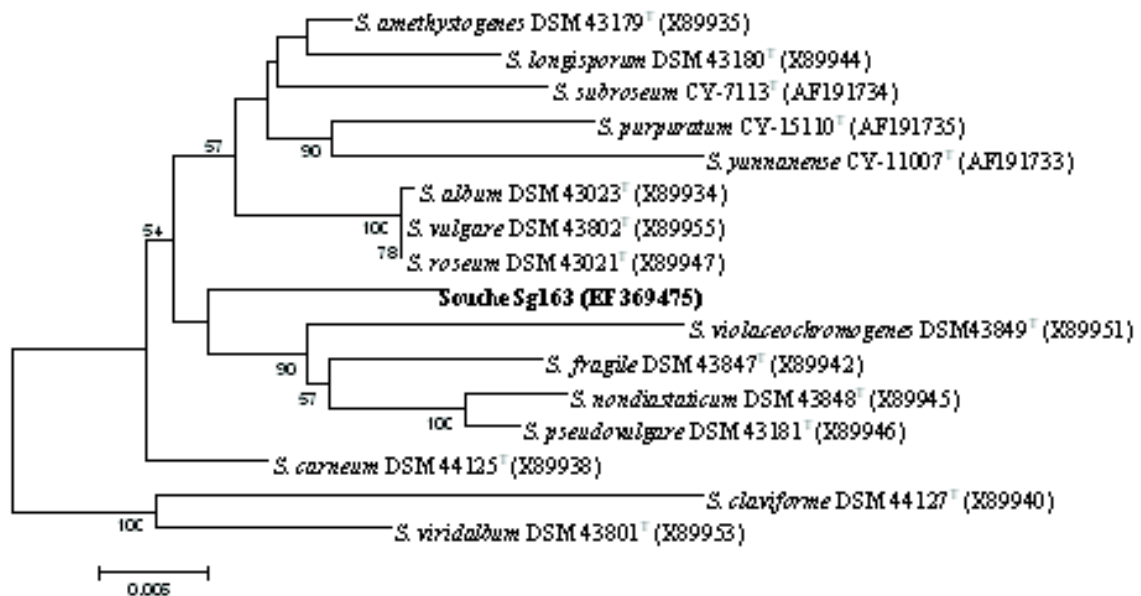 S. amethystogenes DSM 43179T (X89935)
S. longisporum DSM 43180T (X89944)
S. subroseum CY-7113T (AF191734)
S. purpuratum CY-15110T (AF191735)
57
90
S. yunnanense CY-11007T (AF191733)
S. album DSM 43023T (X89934)
100
S. vulgare DSM 43802T (X89955)
54
78
S. roseum DSM 43021T (X89947)
Souche Sg163 (EF 369475)
S. violaceochromogenes DSM43849T (X89951)
90
S. fragile DSM 43847T (X89942)
57
S. nondiastaticum DSM 43848T (X89945)
100
S. pseudovulgare DSM 43181T (X89946)
S. carneum DSM 44125T (X89938)
S. claviforme DSM 44127T (X89940)
100
S. viridalbum DSM 43801T (X89953)
0.005